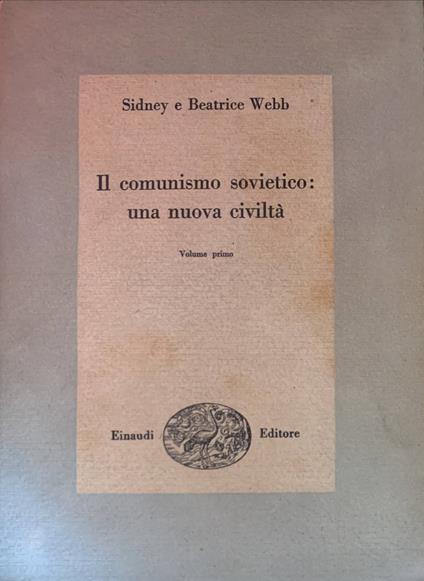 Sidney e Beatrice Webb
Il comunismo sovietico:
una nuova civiltà
Volume primo
Einaudi Editore